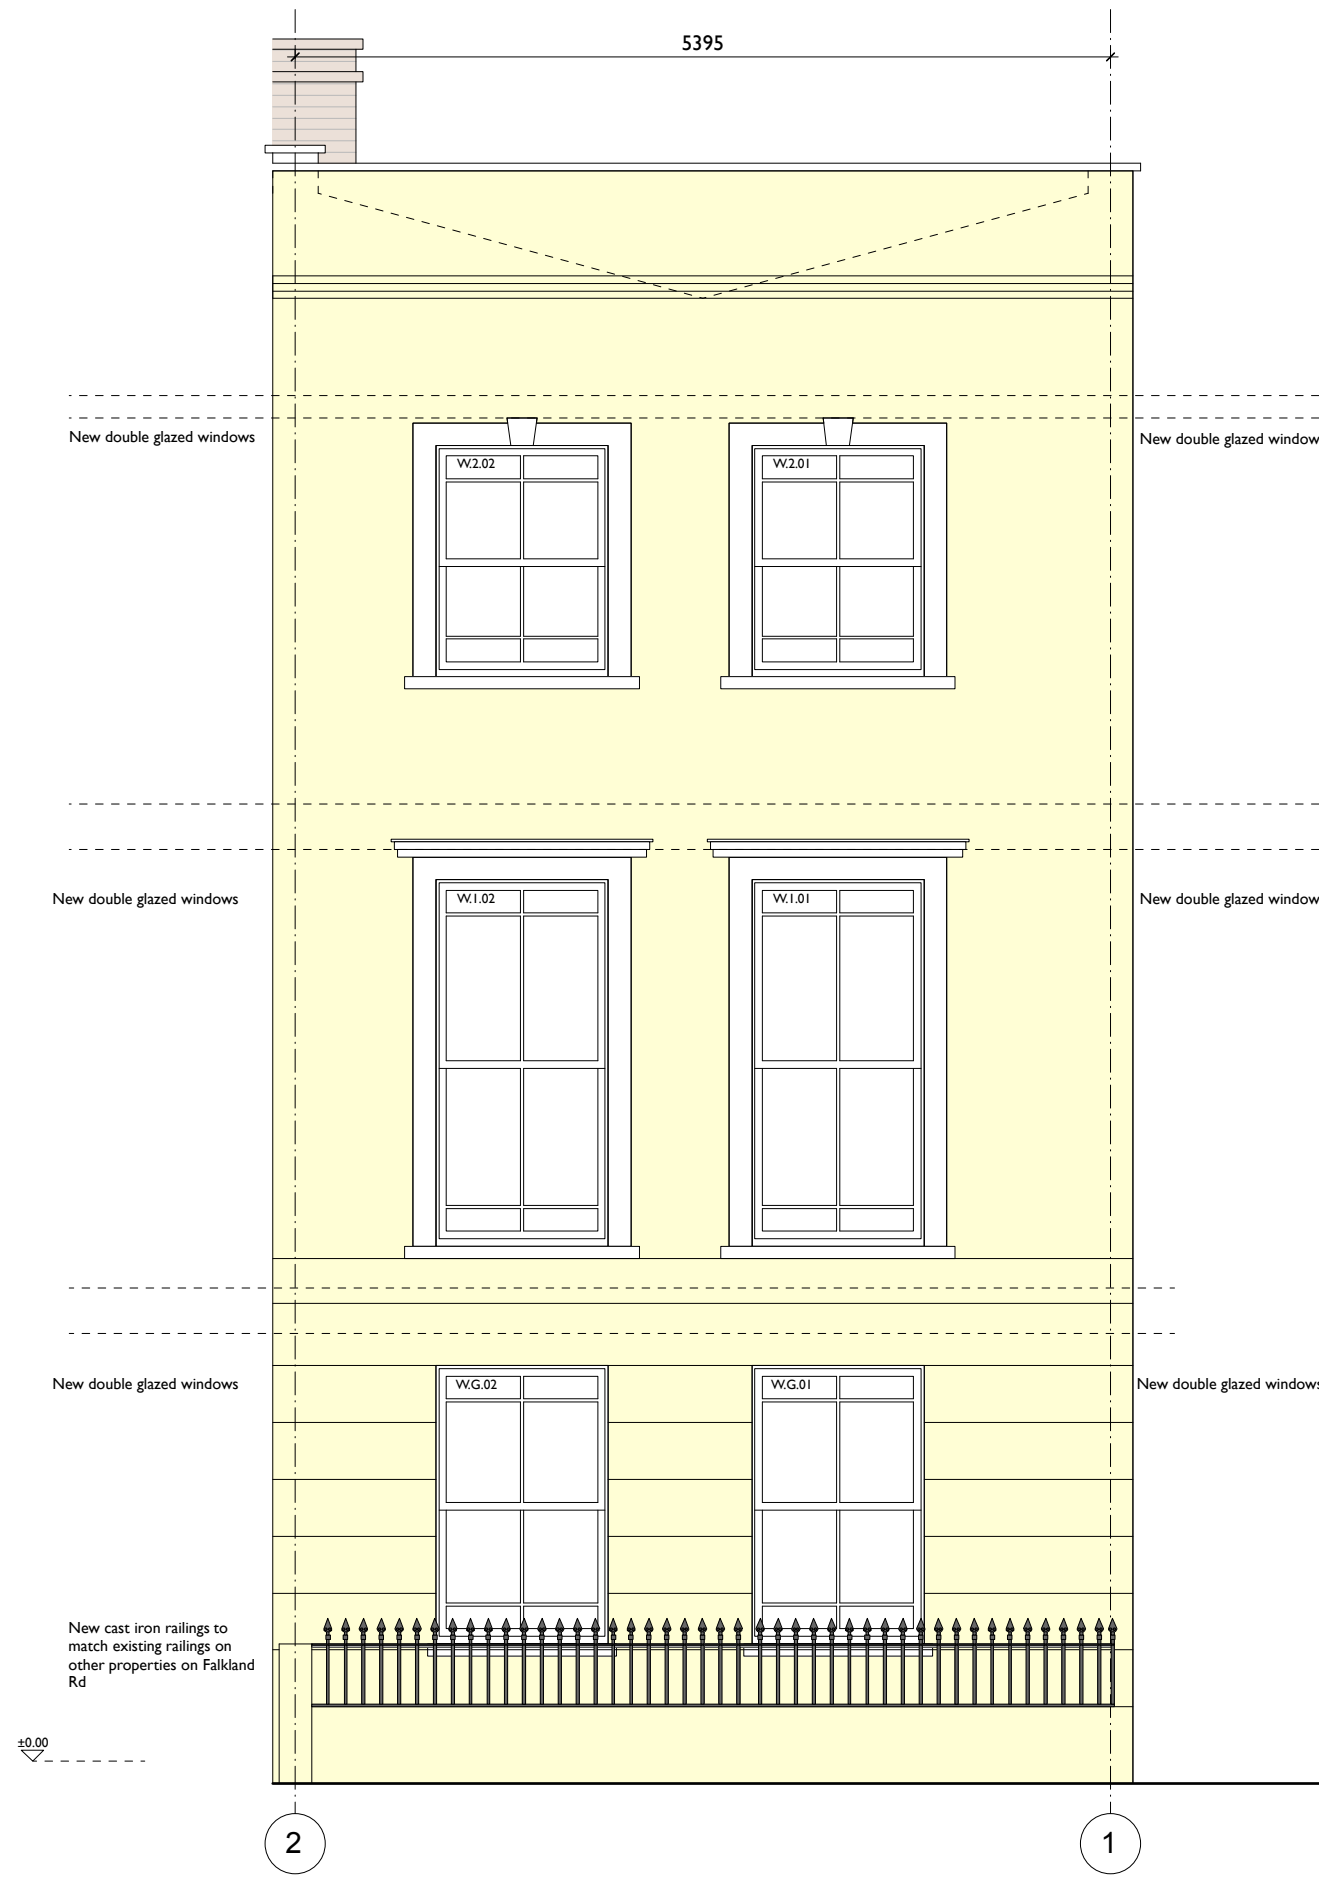 5395
New double glazed windows
New double glazed window
W.2.02
W.2.01
New double glazed windows
New double glazed window
W.1.02
W.1.01
New double glazed windows
New double glazed windows
W.G.02
W.G.01
New cast iron railings to
match existing railings on
other properties on Falkland
Rd
±0.00
2
1